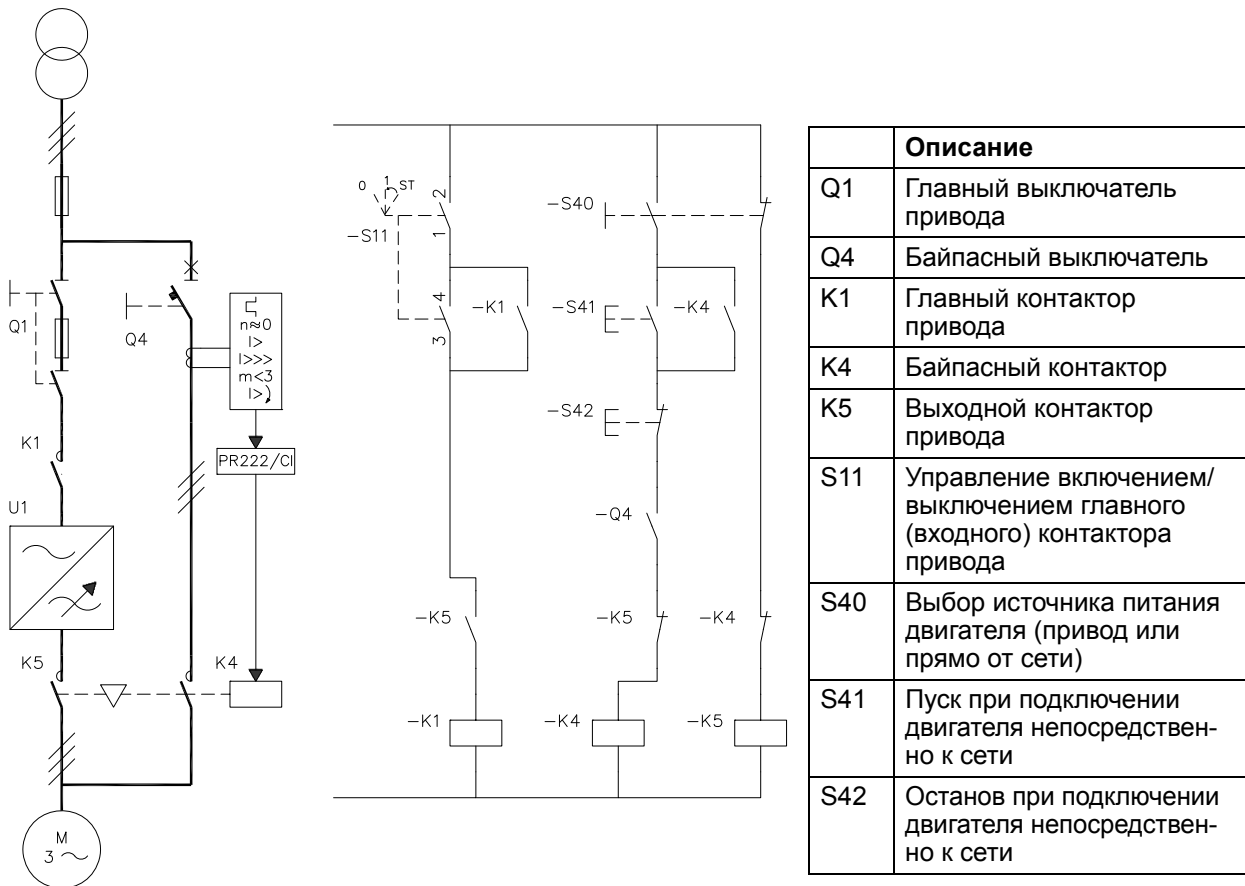 Q1
Q4
n≈0
I>
I>>>
m<3
I>)
K1
PR222/CI
U1
K5
K4
M
3 ~
0 1 ST
2
1
-S11
4
3
-K1
-K5
-K1
-S40
-S41
-K4
-S42
-Q4
-K5
-K4
-K4
-K5
Описание
Q1 Главный выключатель
привода
Q4 Байпасный выключатель
K1 Главный контактор
привода
K4 Байпасный контактор
K5 Выходной контактор
привода
S11 Управление включением/
выключением главного
(входного) контактора
привода
S40 Выбор источника питания
двигателя (привод или
прямо от сети)
S41 Пуск при подключении
двигателя непосредствен-
но к сети
S42 Останов при подключении
двигателя непосредствен-
но к сети